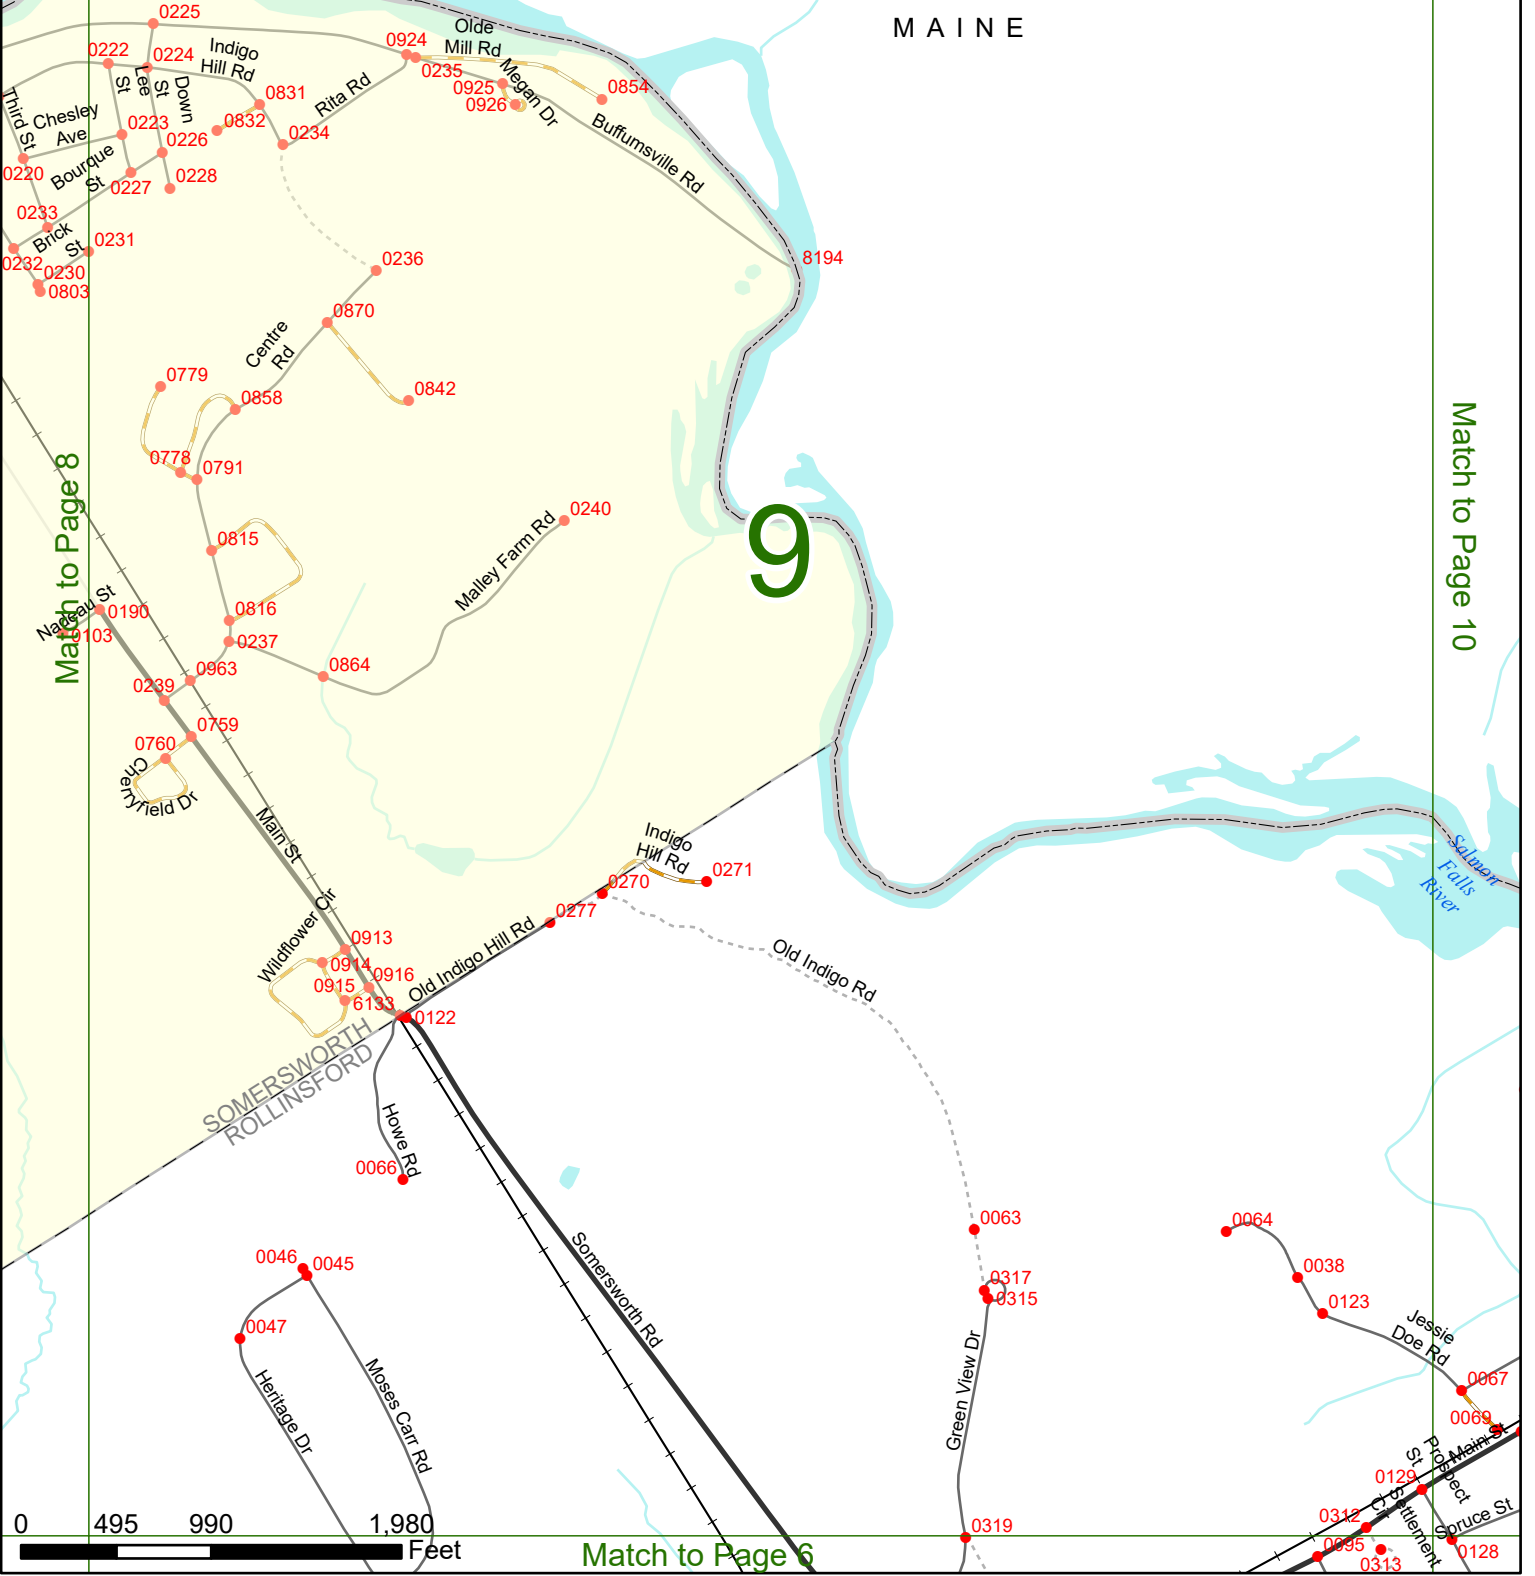 MAINE
0225
0924
Olde
Mill Rd
0222
0224
Indigo
Hill Rd
0235
0925
0926
Megan Dr
0854
St
Lee
St
Down
0831
0832
Rita Rd
0234
Third St
Chesley
Ave
0223
0226
Buffumsville Rd
0220
Bourque
St
0227
0228
0233
Brick
St
0231
0232
0230
0803
0236
8194
0870
Centre
Rd
0779
0858
0842
Match to Page 8
Match to Page 10
0778
0791
0240
9
0815
Malley Farm Rd
Nadeau St
0190
0103
0816
0237
0864
0963
0239
0759
0760
Cherryfield Dr
Main St
Indigo
Hill Rd
0271
0270
0277
Salmon
Falls
River
Wildflower Cir
0913
0914
0916
0915
6133
0122
Old Indigo Hill Rd
Old Indigo Rd
SOMERSWORTH
ROLLINSFORD
Howe Rd
0066
0063
0064
0046
0045
0317
0315
0038
0123
0047
Somersworth Rd
Jessie
Doe Rd
0067
Heritage Dr
Moses Carr Rd
Green View Dr
0069
Main St
Prospect
St
0129
Settlement
Cir
0312
Spruce St
0095
0313
0128
0319
0 495 990 1,980
Feet
Match to Page 6